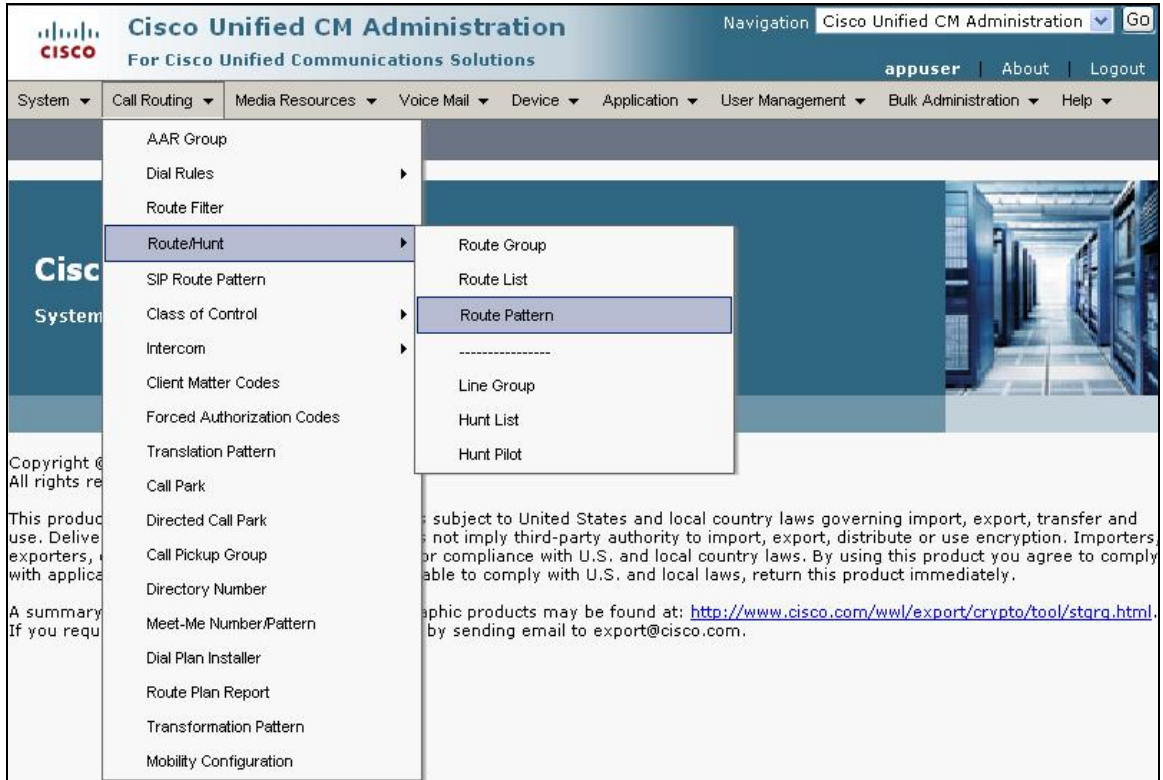 Cisco Unified CM Administration
For Cisco Unified Communications Solutions
Navigation Cisco Unified CM Administration Go
CISCO
appuser | About | Logout
System Call Routing Media Resources Voice Mail Device Application User Management Bulk Administration Help
AAR Group
Dial Rules
Route Filter
Route/Hunt
SIP Route Pattern
Class of Control
Intercom
Client Matter Codes
Forced Authorization Codes
Translation Pattern
Call Park
Directed Call Park
Call Pickup Group
Directory Number
Meet-Me Number/Pattern
Dial Plan Installer
Route Plan Report
Transformation Pattern
Mobility Configuration
Route Group
Route List
Route Pattern
----------------
Line Group
Hunt List
Hunt Pilot
Cisc
System
Copyright
All rights re
This produc subject to United States and local country laws governing import, export, transfer and
use. Delive not imply third-party authority to import, export, distribute or use encryption. Importers,
exporters, or compliance with U.S. and local country laws. By using this product you agree to comply
with applica able to comply with U.S. and local laws, return this product immediately.
A summary aphic products may be found at: http://www.cisco.com/wwl/export/crypto/tool/stqrg.html.
If you requ by sending email to export@cisco.com.